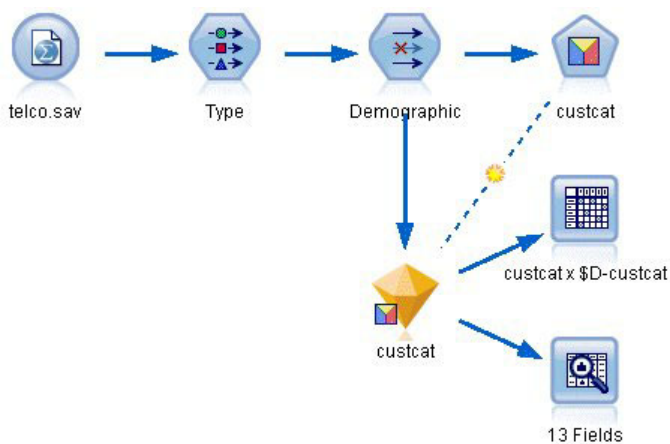 telco.sav
Type
Demographic
custcat
custcat x $D-custcat
custcat
13 Fields